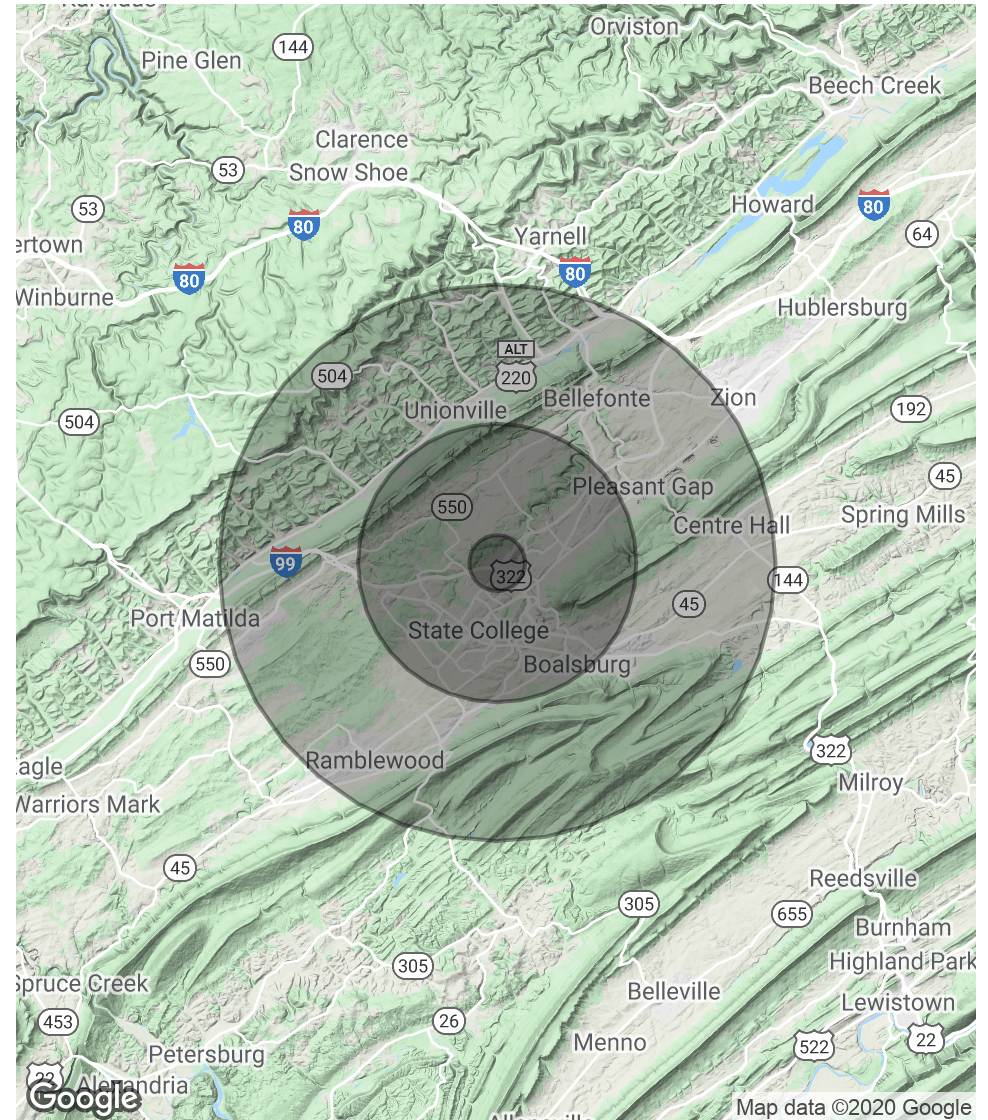 Orviston
144
Pine Glen
Beech Creek
Clarence
53
Snow Shoe
53
80
80
Howard
80
64
ertown
Yarnell
80
Winburne
Hublersburg
ALT
220
504
Bellefonte
Zion
504
Unionville
192
45
Pleasant Gap
550
Spring Mills
Centre Hall
99
322
144
45
Port Matilda
State College
550
Boalsburg
322
Ramblewood
agle
Milroy
Warriors Mark
45
Reedsville
305
655
Burnham
305
Highland Park
Spruce Creek
Belleville
Lewistown
453
26
Menno
522
22
Petersburg
22
Alexandria
Google
Map data ©2020 Google